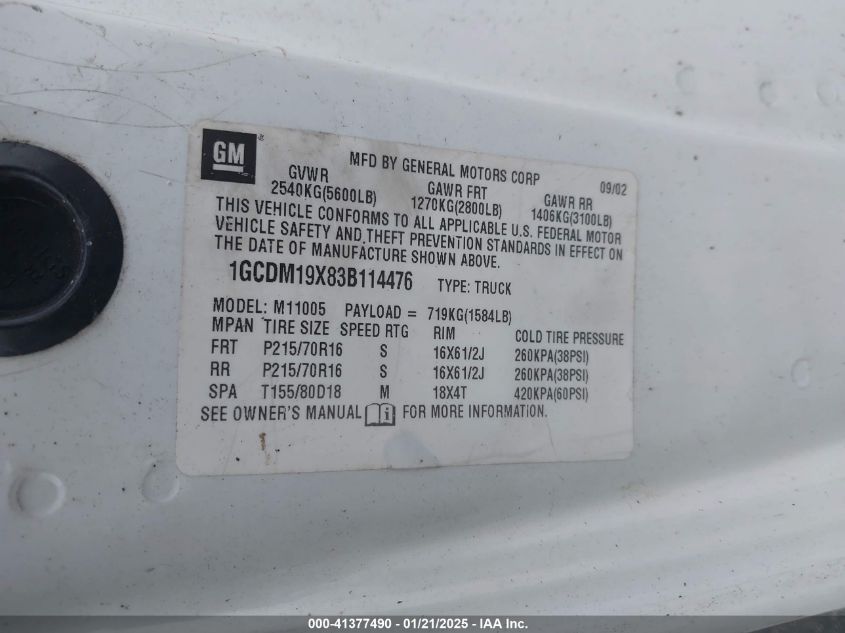 GM ®
MFD BY GENERAL MOTORS CORP 09/02
GVWR GAWR FRT GAWR RR
2540KG(5600LB) 1270KG(2800LB) 1406KG(3100LB)
THIS VEHICLE CONFORMS TO ALL APPLICABLE U.S. FEDERAL MOTOR
VEHICLE SAFETY AND THEFT PREVENTION STANDARDS IN EFFECT ON
THE DATE OF MANUFACTURE SHOWN ABOVE.
1GCDM19X83B114476 TYPE: TRUCK
MODEL: M11005 PAYLOAD = 719KG(1584LB)
MPAN TIRE SIZE SPEED RTG RIM COLD TIRE PRESSURE
FRT P215/70R16 S 16X61/2J 260KPA(38PSI)
RR P215/70R16 S 16X61/2J 260KPA(38PSI)
SPA T155/80D18 M 18X4T 420KPA(60PSI)
SEE OWNER'S MANUAL i FOR MORE INFORMATION.
000-41377490 - 01/21/2025 - IAA Inc.